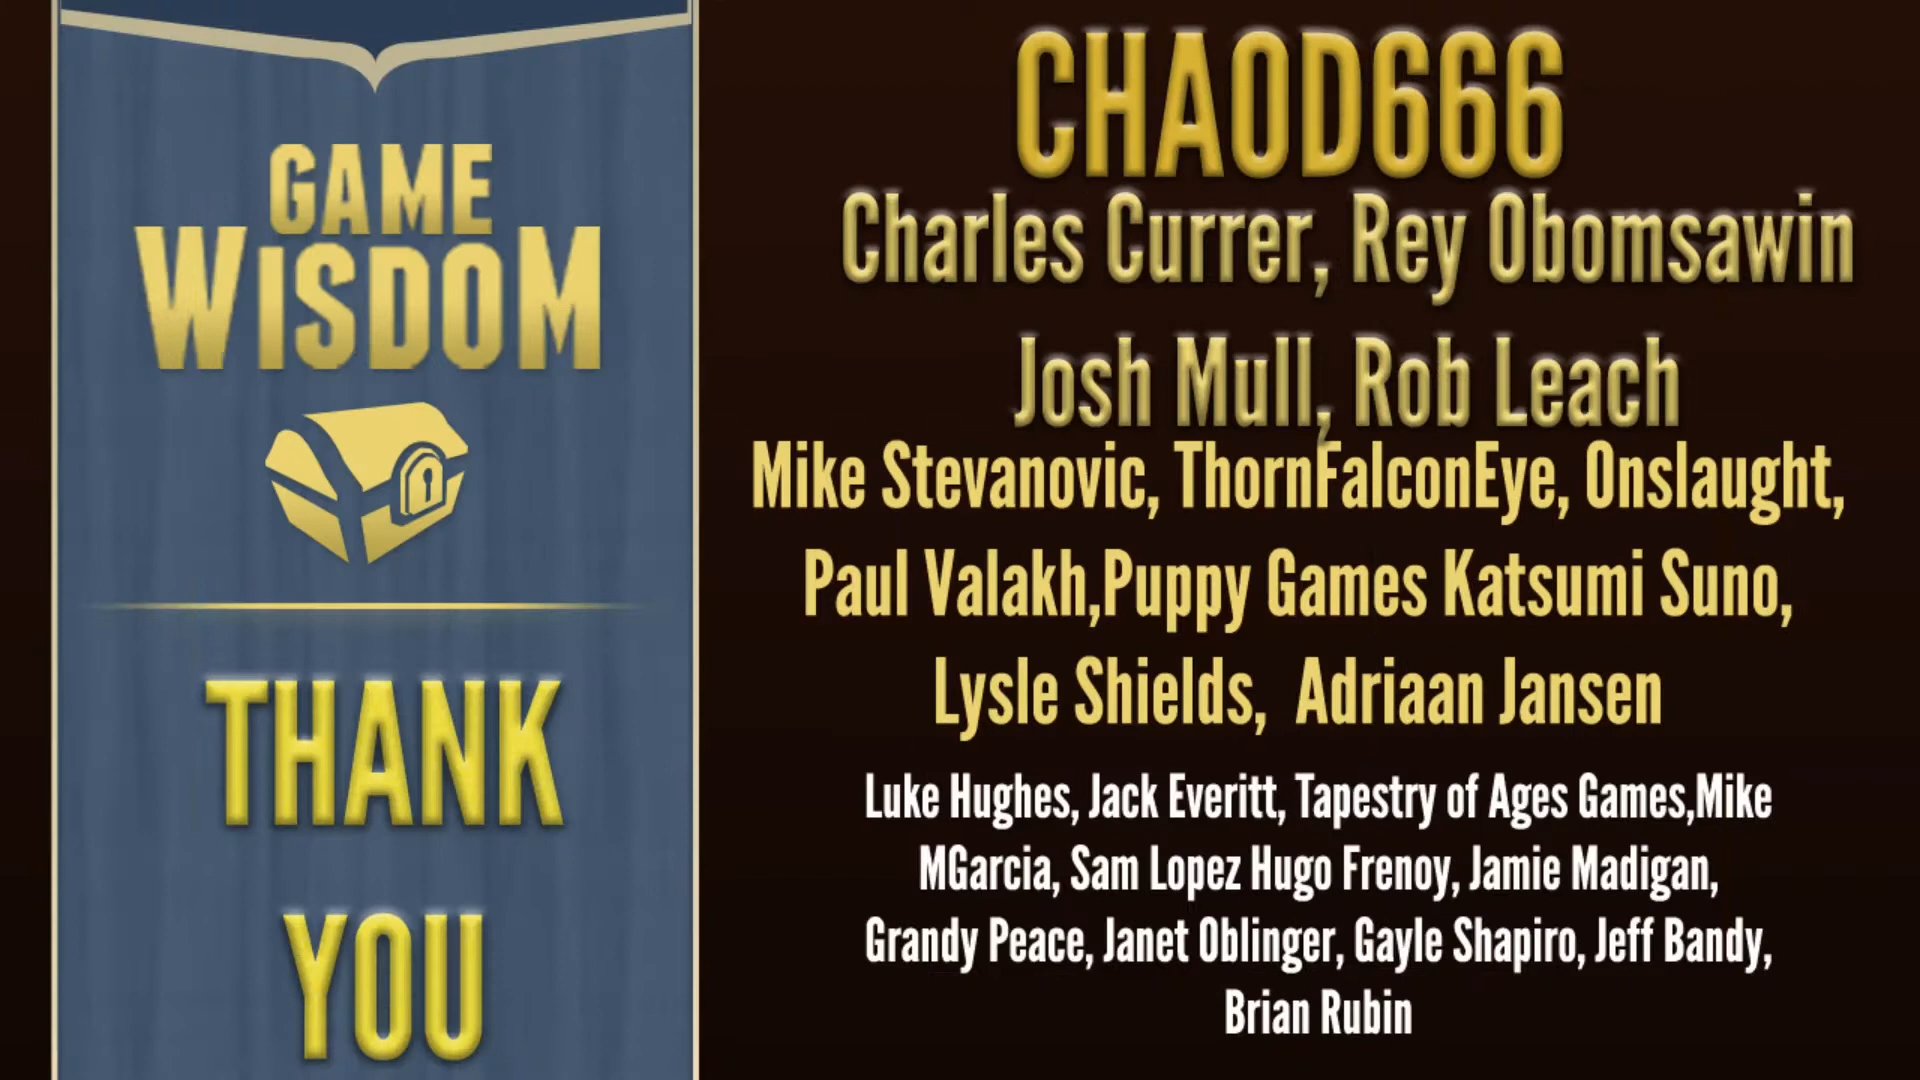 GAME
WISDOM
THANK
YOU
CHAOD666
Charles Currer, Rey Obomsawin
Josh Mull, Rob Leach
Mike Stevanovic, ThornFalconEye, Onslaught,
Paul Valakh,Puppy Games Katsumi Suno,
Lysle Shields, Adriaan Jansen
Luke Hughes, Jack Everitt, Tapestry of Ages Games,Mike
MGarcia, Sam Lopez Hugo Frenoy, Jamie Madigan,
Grandy Peace, Janet Oblinger, Gayle Shapiro, Jeff Bandy,
Brian Rubin